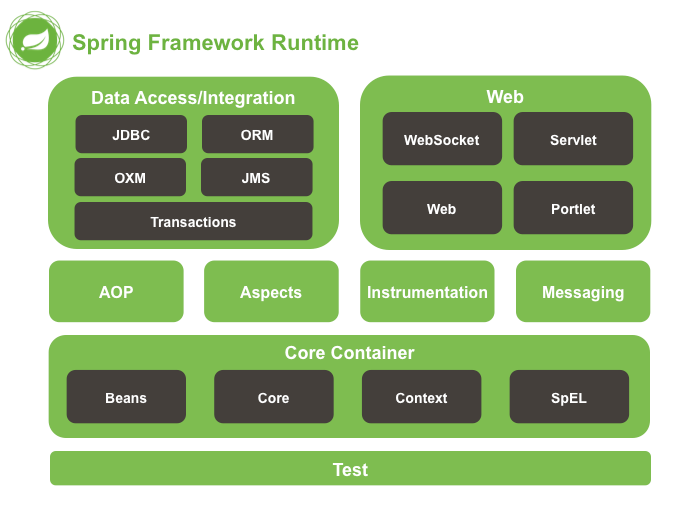 Spring Framework Runtime
Data Access/Integration
JDBC
ORM
OXM
JMS
Transactions
Web
WebSocket
Servlet
Web
Portlet
AOP
Aspects
Instrumentation
Messaging
Core Container
Beans
Core
Context
SpEL
Test